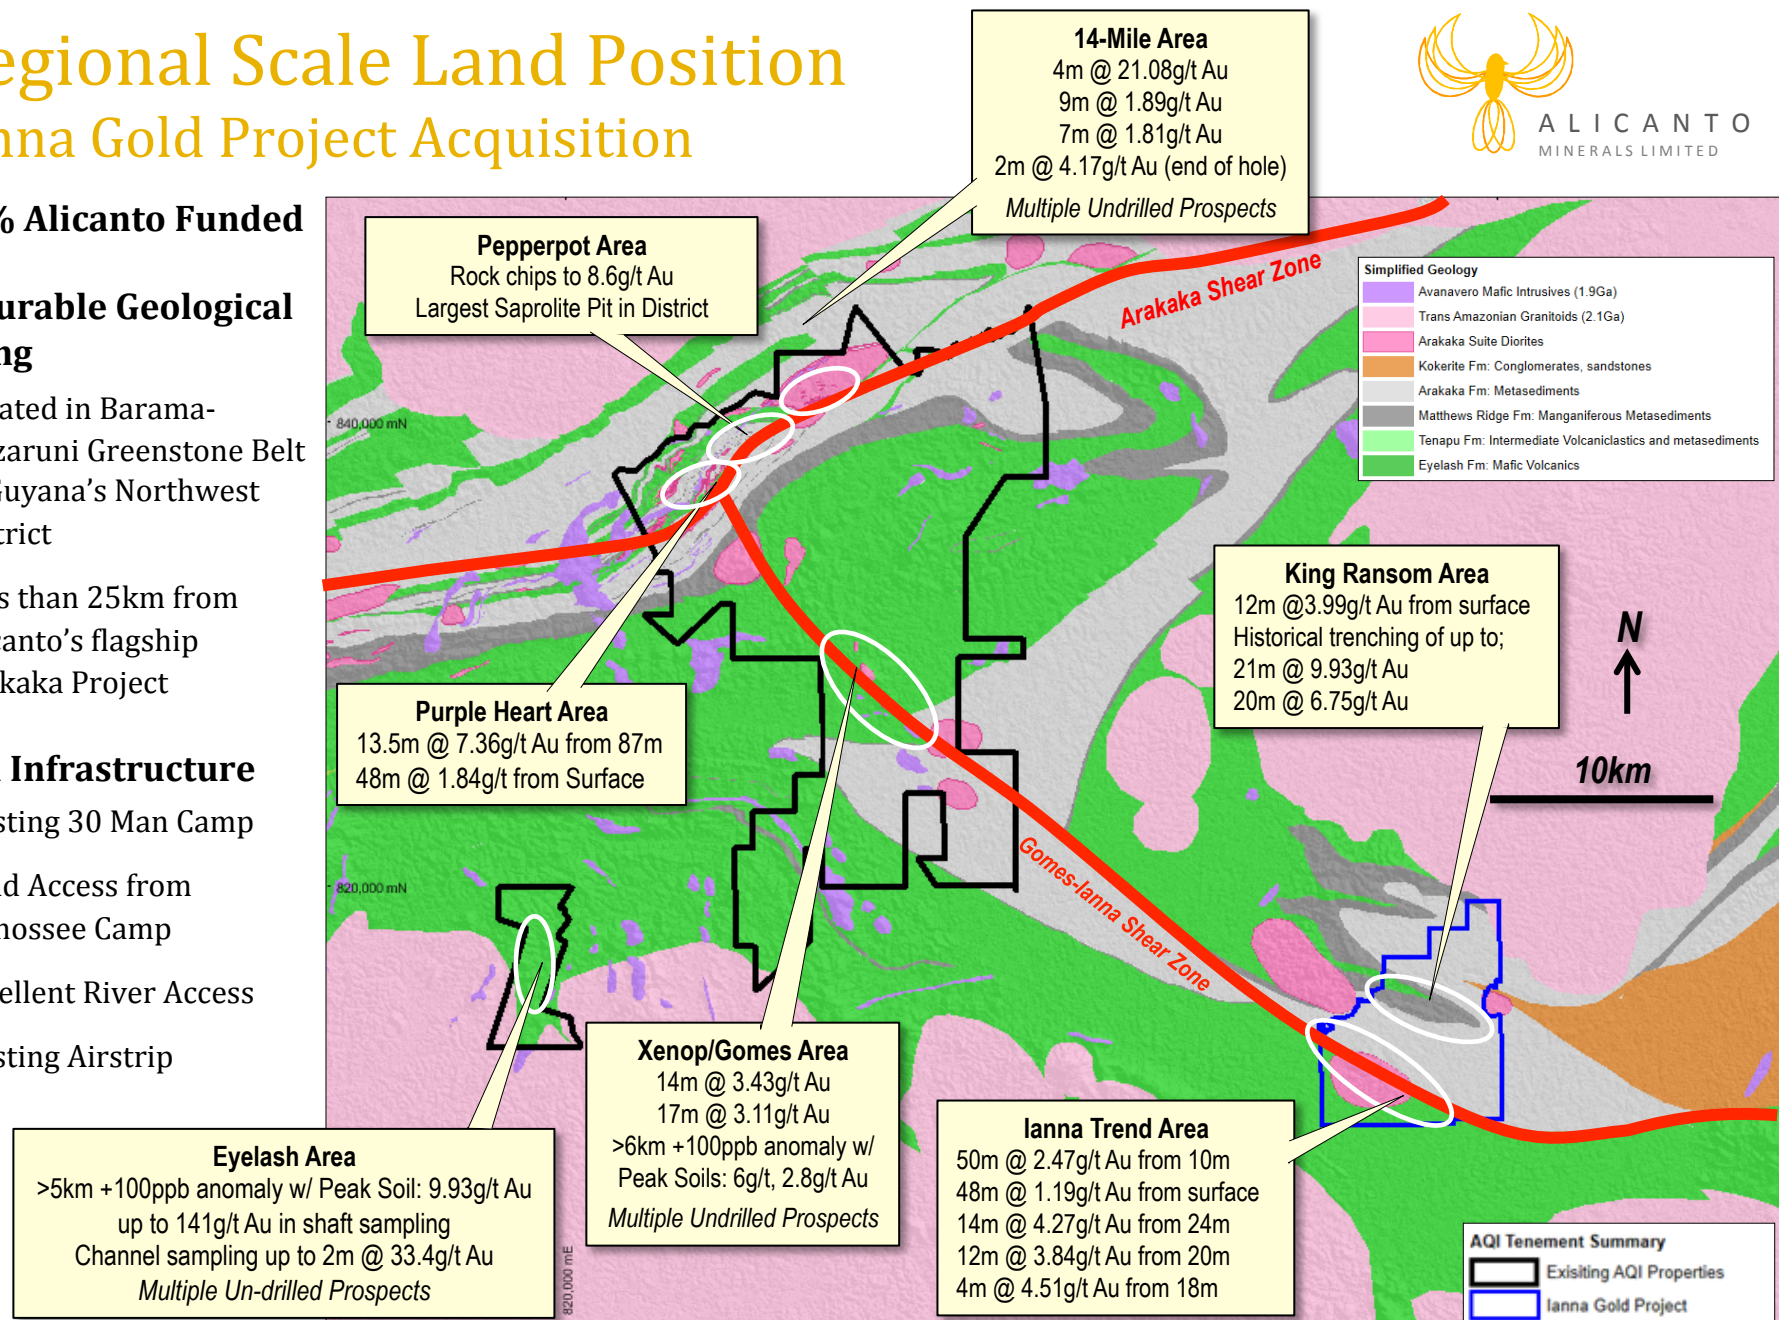 egional Scale Land Position
nna Gold Project Acquisition
ALICANTO
MINERALS LIMITED
% Alicanto Funded
urable Geological
ng
ated in Barama-
zaruni Greenstone Belt
Guyana's Northwest
trict
s than 25km from
canto's flagship
kaka Project
Infrastructure
sting 30 Man Camp
d Access from
nossee Camp
ellent River Access
sting Airstrip
14-Mile Area
4m @ 21.08g/t Au
9m @ 1.89g/t Au
7m @ 1.81g/t Au
2m @ 4.17g/t Au (end of hole)
Multiple Undrilled Prospects
Pepperpot Area
Rock chips to 8.6g/t Au
Largest Saprolite Pit in District
Arakaka Shear Zone
Simplified Geology
Avanavero Mafic Intrusives (1.9Ga)
Trans Amazonian Granitoids (2.1Ga)
Arakaka Suite Diorites
Kokerite Fm: Conglomerates, sandstones
Arakaka Fm: Metasediments
Matthews Ridge Fm: Manganiferous Metasediments
Tenapu Fm: Intermediate Volcaniclastics and metasediments
Eyelash Fm: Mafic Volcanics
840,000 mN
King Ransom Area
12m @3.99g/t Au from surface
Historical trenching of up to;
21m @ 9.93g/t Au
20m @ 6.75g/t Au
N
10km
Purple Heart Area
13.5m @ 7.36g/t Au from 87m
48m @ 1.84g/t from Surface
Gomes-Ianna Shear Zone
820,000 mN
Xenop/Gomes Area
14m @ 3.43g/t Au
17m @ 3.11g/t Au
>6km +100ppb anomaly w/
Peak Soils: 6g/t, 2.8g/t Au
Multiple Undrilled Prospects
Eyelash Area
>5km +100ppb anomaly w/ Peak Soil: 9.93g/t Au
up to 141g/t Au in shaft sampling
Channel sampling up to 2m @ 33.4g/t Au
Multiple Un-drilled Prospects
820,000 mE
Ianna Trend Area
50m @ 2.47g/t Au from 10m
48m @ 1.19g/t Au from surface
14m @ 4.27g/t Au from 24m
12m @ 3.84g/t Au from 20m
4m @ 4.51g/t Au from 18m
AQI Tenement Summary
Exisiting AQI Properties
Ianna Gold Project